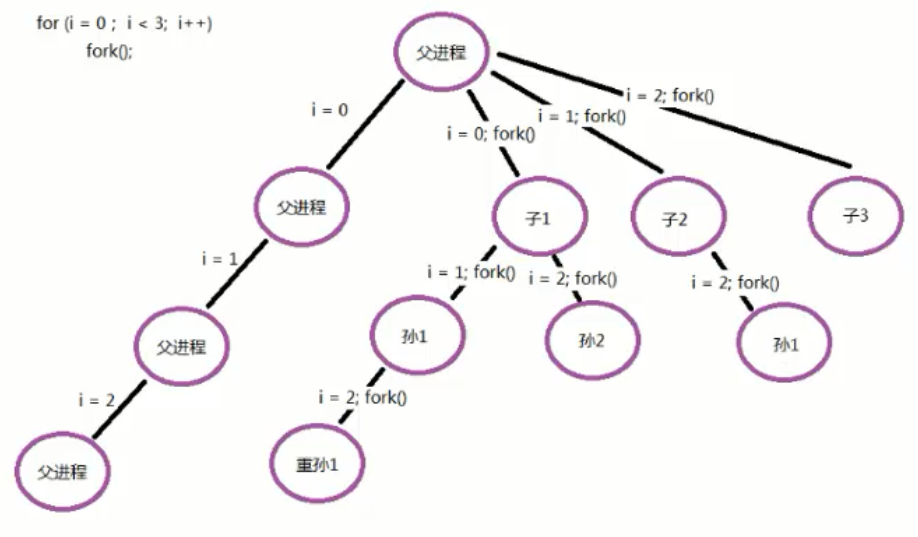 for (i = 0 ; i < 3; i++)
fork();
父进程
i = 2; fork()
i = 0
i = 1; fork()
i = 0; fork()
父进程
子1
子2
子3
i = 1
i = 1; fork()
i = 2; fork()
i = 2; fork()
父进程
孙1
孙2
孙1
i = 2
i = 2; fork()
父进程
重孙1